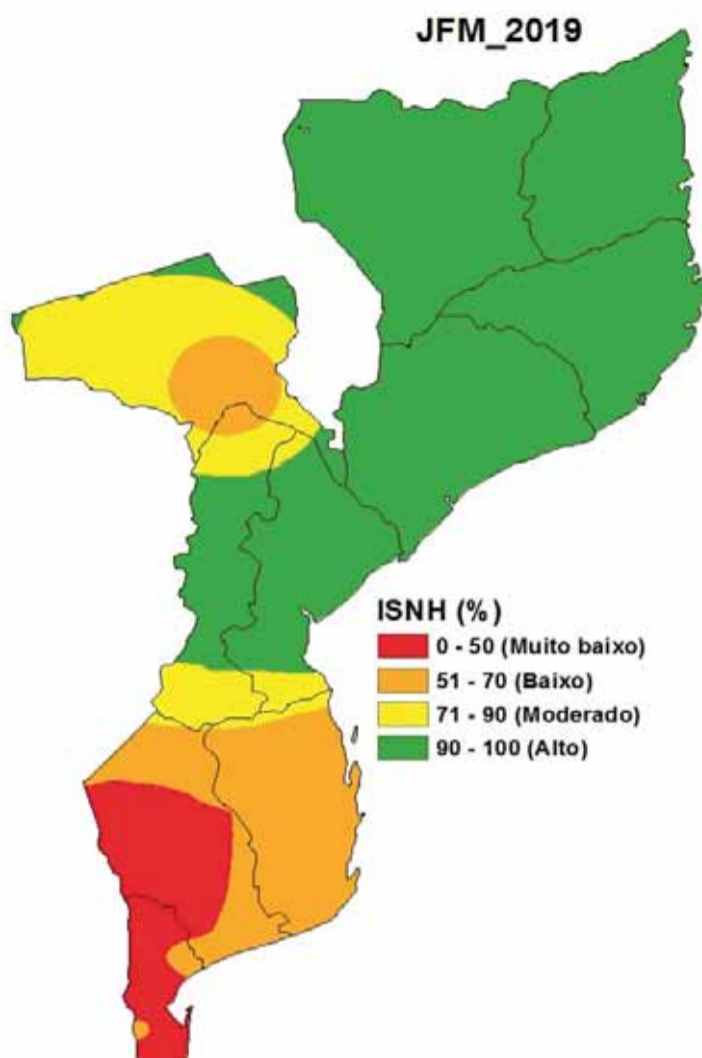 JFM_2019
ISNH (%)
0 - 50 (Muito baixo)
51 - 70 (Baixo)
71 - 90 (Moderado)
90 - 100 (Alto)